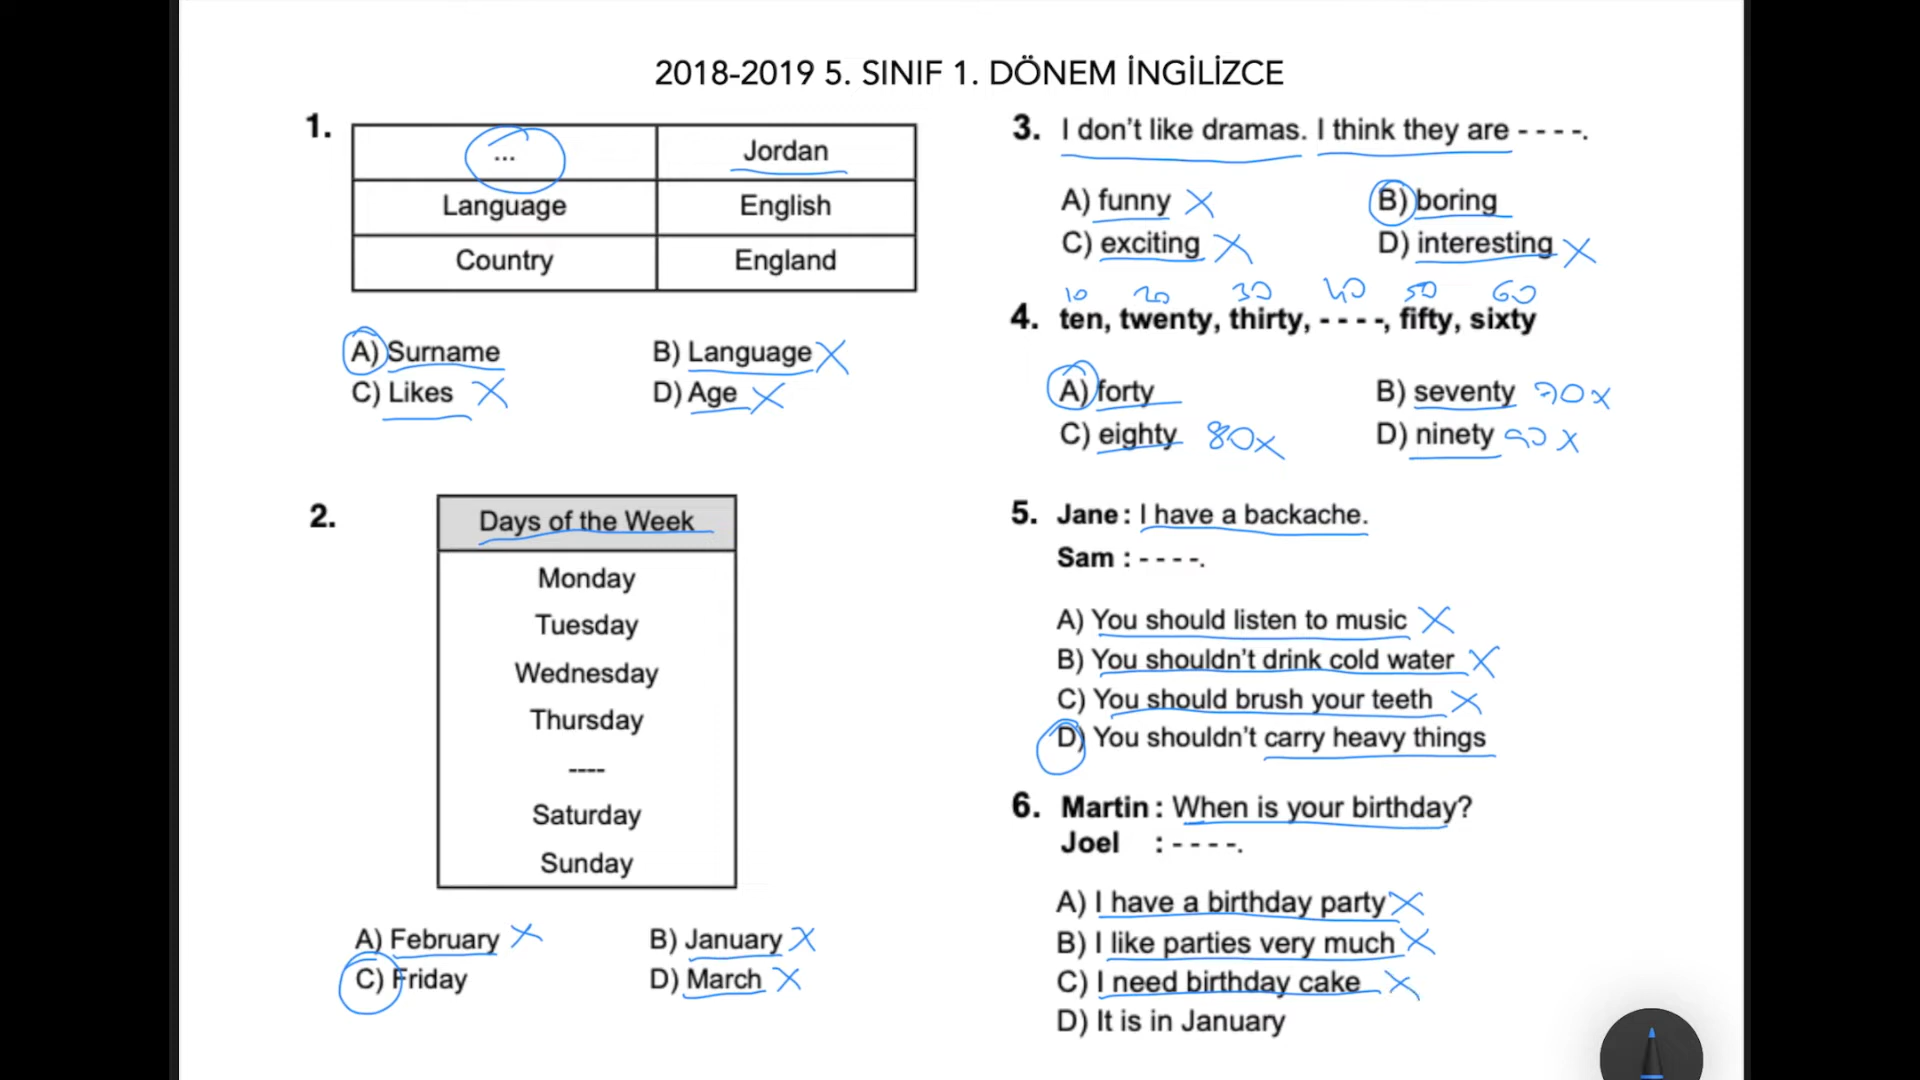 2018-2019 5. SINIF 1. DÖNEM İNGİLİZCE
1.
... Jordan
Language English
Country England
A) Surname B) Language X
C) Likes X D) Age X
2.
Days of the Week
Monday
Tuesday
Wednesday
Thursday
----
Saturday
Sunday
A) February X B) January X
C) Friday D) March X
3. I don't like dramas. I think they are ----.
A) funny X B) boring
C) exciting X D) interesting X
10 20 30 40 50 60
4. ten, twenty, thirty, ----, fifty, sixty
A) forty B) seventy 70 X
C) eighty 80 X D) ninety 90 X
5. Jane : I have a backache.
Sam : ----.
A) You should listen to music X
B) You shouldn't drink cold water X
C) You should brush your teeth X
D) You shouldn't carry heavy things
6. Martin : When is your birthday?
Joel : ----.
A) I have a birthday party X
B) I like parties very much X
C) I need birthday cake X
D) It is in January